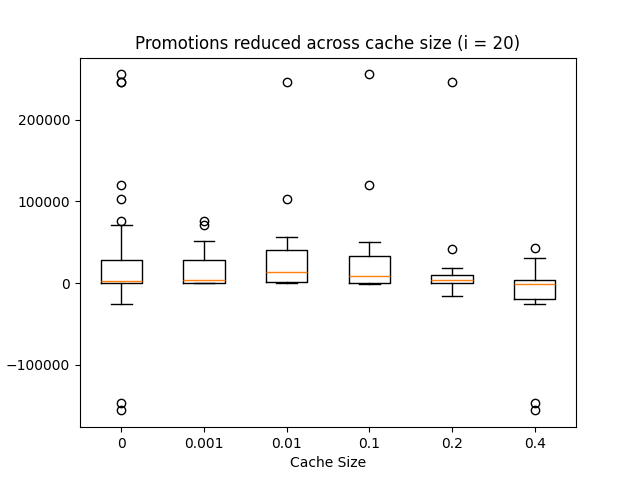 Promotions reduced across cache size (i = 20)
200000
100000
0
−100000
0 0.001 0.01 0.1 0.2 0.4
Cache Size